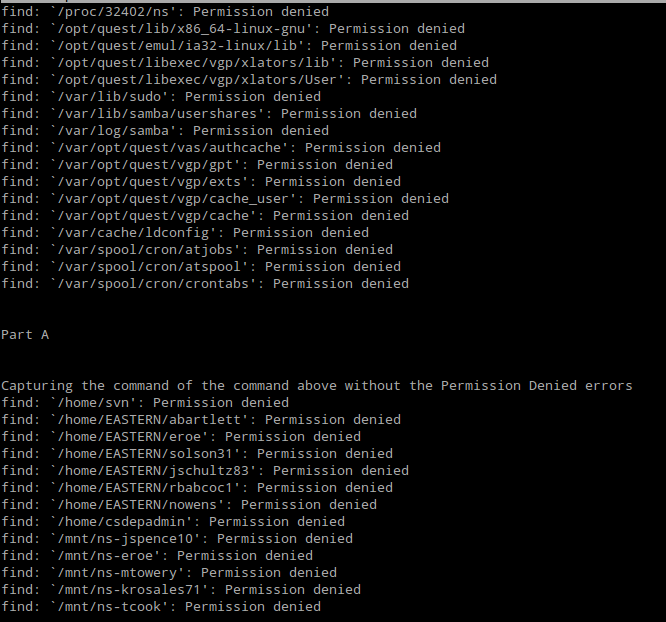 find: `/proc/32402/ns': Permission denied
find: `/opt/quest/lib/x86_64-linux-gnu': Permission denied
find: `/opt/quest/emul/ia32-linux/lib': Permission denied
find: `/opt/quest/libexec/vgp/xlators/lib': Permission denied
find: `/opt/quest/libexec/vgp/xlators/User': Permission denied
find: `/var/lib/sudo': Permission denied
find: `/var/lib/samba/usershares': Permission denied
find: `/var/log/samba': Permission denied
find: `/var/opt/quest/vas/authcache': Permission denied
find: `/var/opt/quest/vgp/gpt': Permission denied
find: `/var/opt/quest/vgp/exts': Permission denied
find: `/var/opt/quest/vgp/cache_user': Permission denied
find: `/var/opt/quest/vgp/cache': Permission denied
find: `/var/cache/ldconfig': Permission denied
find: `/var/spool/cron/atjobs': Permission denied
find: `/var/spool/cron/atspool': Permission denied
find: `/var/spool/cron/crontabs': Permission denied
Part A
Capturing the command of the command above without the Permission Denied errors
find: `/home/svn': Permission denied
find: `/home/EASTERN/abartlett': Permission denied
find: `/home/EASTERN/eroe': Permission denied
find: `/home/EASTERN/solson31': Permission denied
find: `/home/EASTERN/jschultz83': Permission denied
find: `/home/EASTERN/rbabcoc1': Permission denied
find: `/home/EASTERN/nowens': Permission denied
find: `/home/csdepadmin': Permission denied
find: `/mnt/ns-jspence10': Permission denied
find: `/mnt/ns-eroe': Permission denied
find: `/mnt/ns-mtowery': Permission denied
find: `/mnt/ns-krosales71': Permission denied
find: `/mnt/ns-tcook': Permission denied